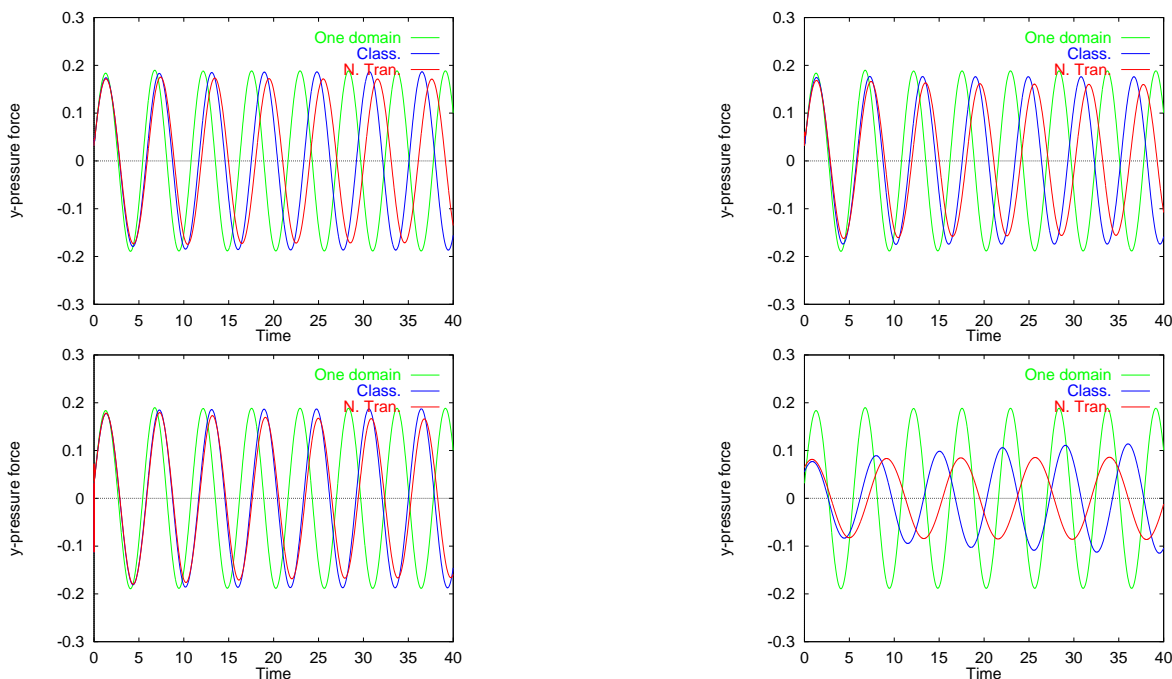 0.3
0.2
0.1
0
-0.1
-0.2
-0.3
y-pressure force
One domain
Class.
N. Tran.
0 5 10 15 20 25 30 35 40
Time
0.3
0.2
0.1
0
-0.1
-0.2
-0.3
y-pressure force
One domain
Class.
N. Tran.
0 5 10 15 20 25 30 35 40
Time
0.3
0.2
0.1
0
-0.1
-0.2
-0.3
y-pressure force
One domain
Class.
N. Tran.
0 5 10 15 20 25 30 35 40
Time
0.3
0.2
0.1
0
-0.1
-0.2
-0.3
y-pressure force
One domain
Class.
N. Tran.
0 5 10 15 20 25 30 35 40
Time